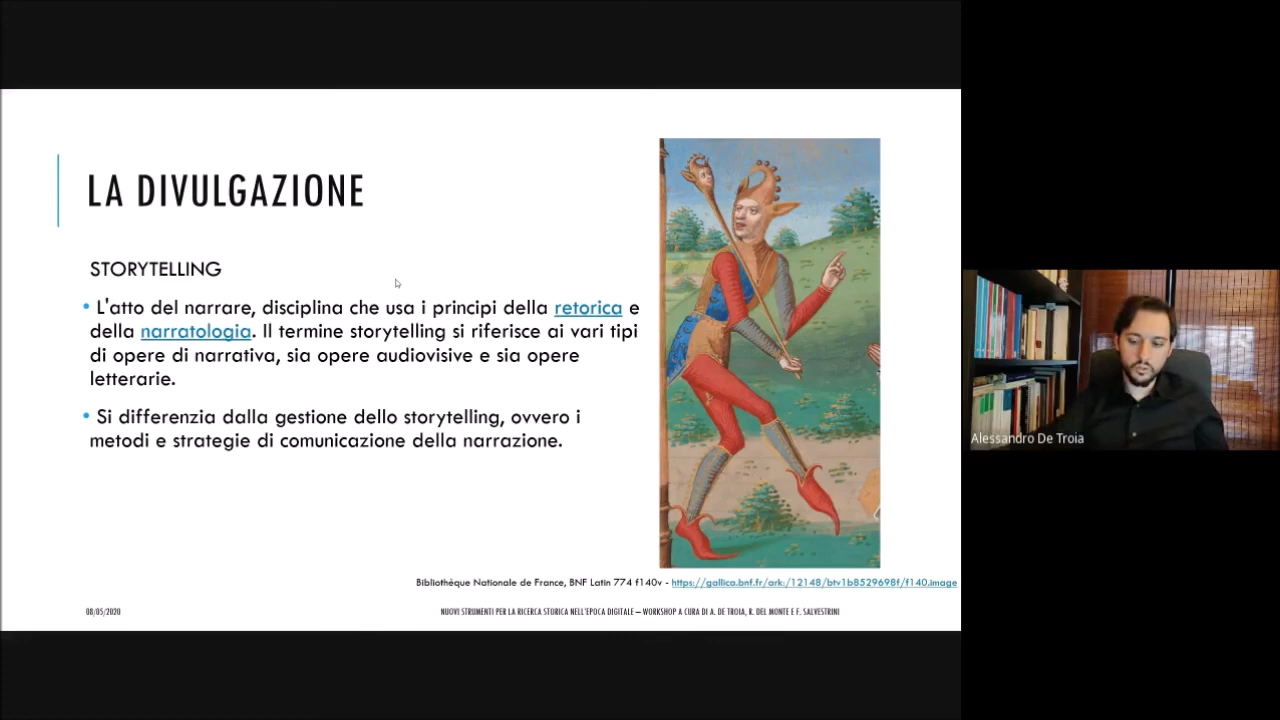 LA DIVULGAZIONE
STORYTELLING
• L'atto del narrare, disciplina che usa i principi della retorica e
della narratologia. Il termine storytelling si riferisce ai vari tipi
di opere di narrativa, sia opere audiovisive e sia opere
letterarie.
• Si differenzia dalla gestione dello storytelling, ovvero i
metodi e strategie di comunicazione della narrazione.
Bibliothèque Nationale de France, BNF Latin 774 f140v - https://gallica.bnf.fr/ark:/12148/btv1b8529698f/f140.image
08/05/2020
NUOVI STRUMENTI PER LA RICERCA STORICA NELL'EPOCA DIGITALE – WORKSHOP A CURA DI A. DE TROIA, R. DEL MONTE E F. SALVESTRINI
Alessandro De Troia